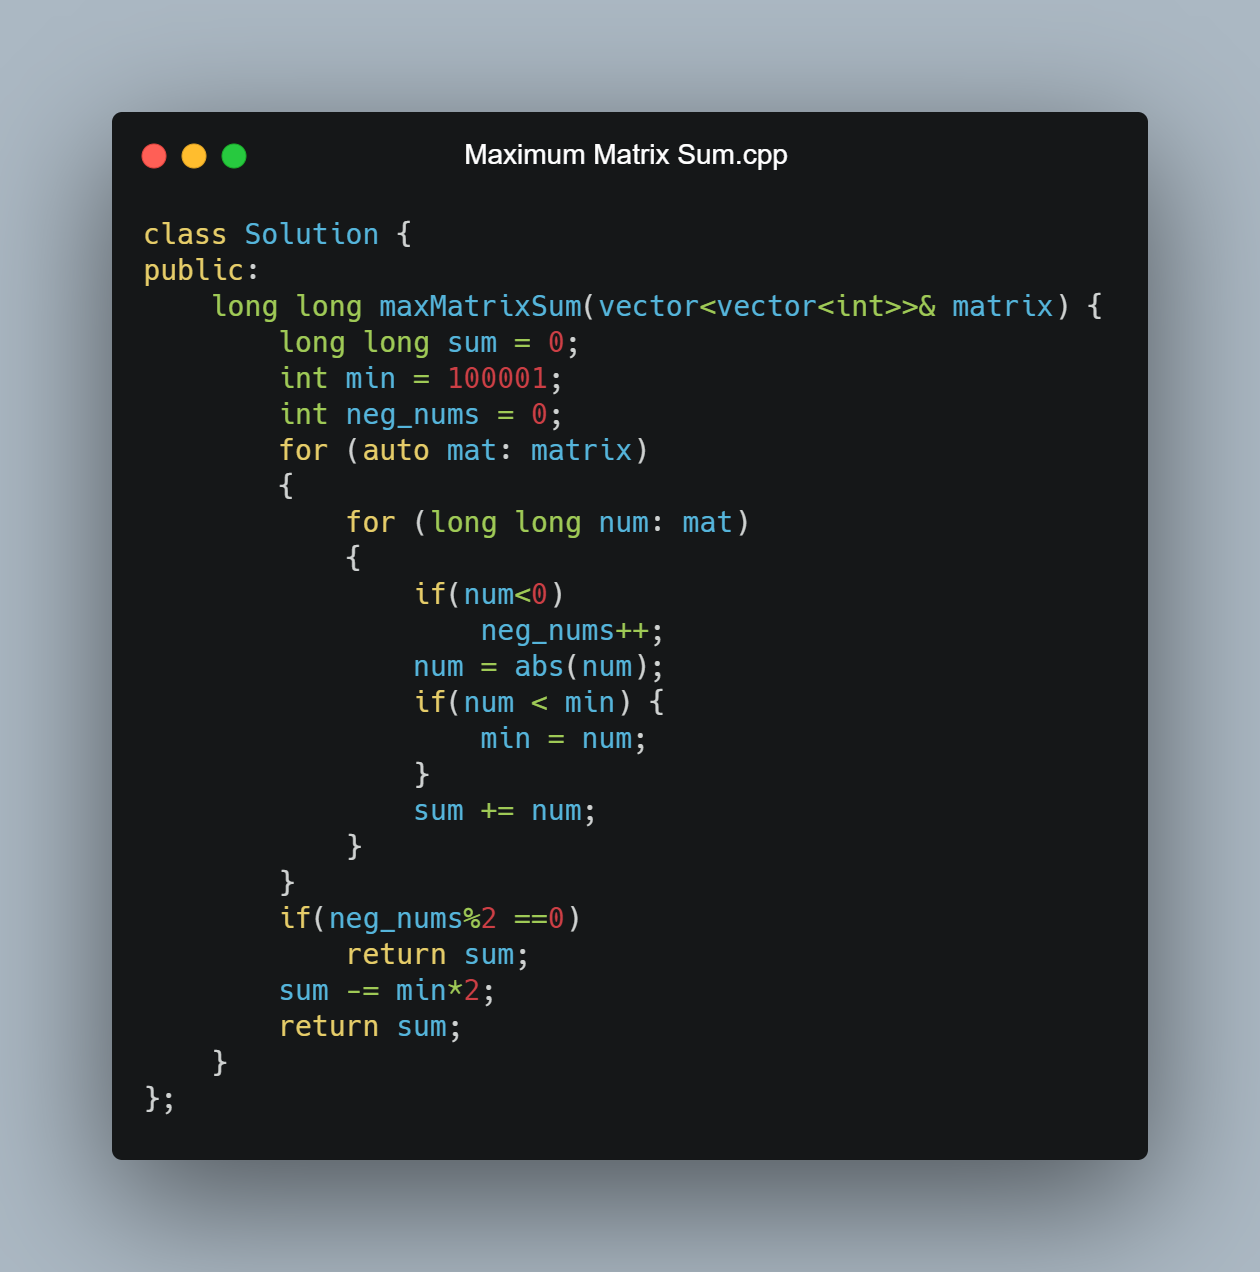 Maximum Matrix Sum.cpp
class Solution {
public:
    long long maxMatrixSum(vector<vector<int>>& matrix) {
        long long sum = 0;
        int min = 100001;
        int neg_nums = 0;
        for (auto mat: matrix)
        {
            for (long long num: mat)
            {
                if(num<0)
                    neg_nums++;
                num = abs(num);
                if(num < min) {
                    min = num;
                }
                sum += num;
            }
        }
        if(neg_nums%2 ==0)
            return sum;
        sum -= min*2;
        return sum;
    }
};